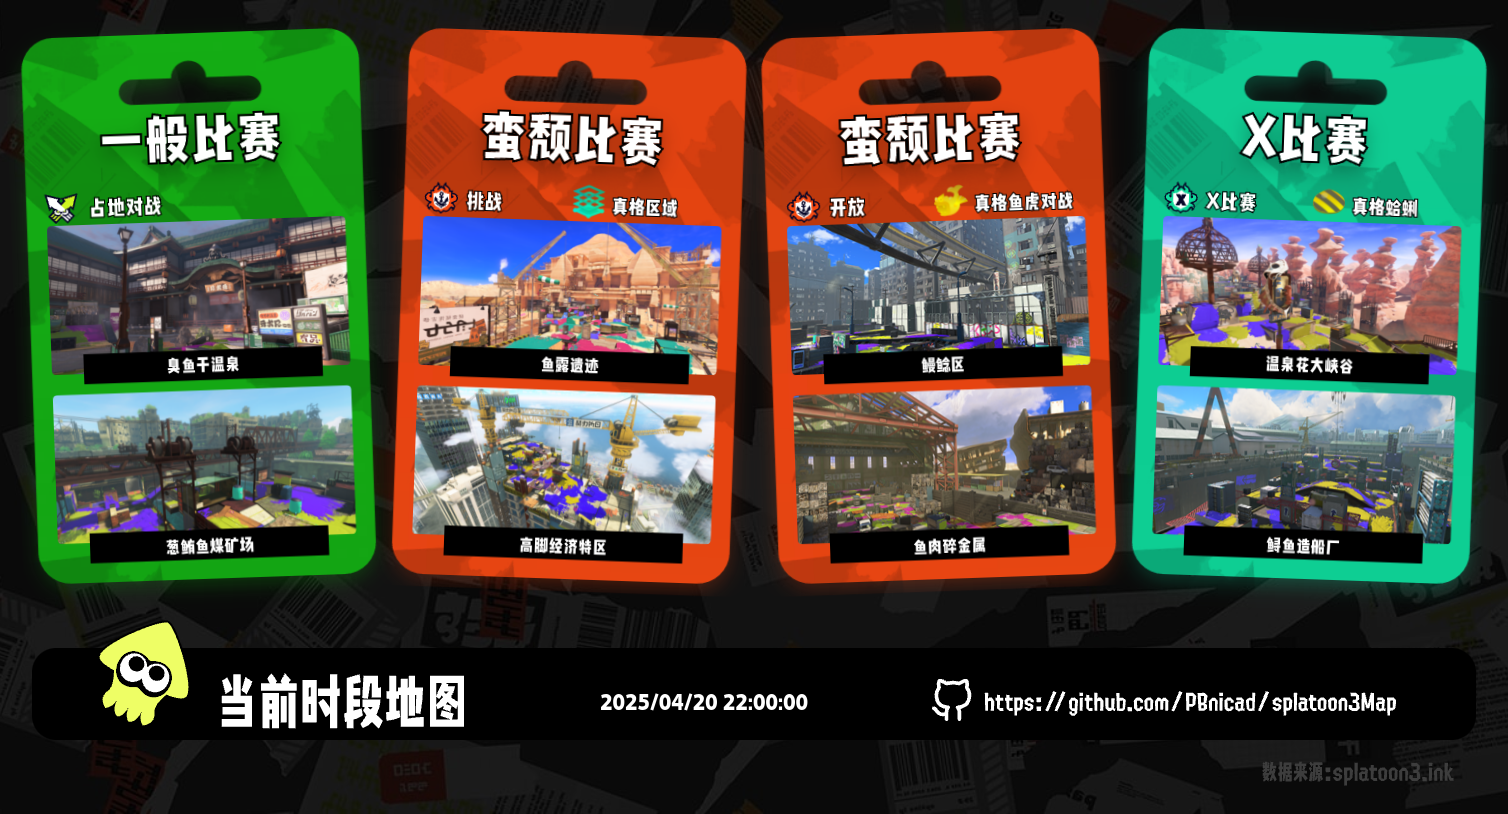 一般比赛
占地对战
臭鱼干温泉
葱鲔鱼煤矿场
蛮颓比赛
挑战
真格区域
鱼露遗迹
高脚经济特区
蛮颓比赛
开放
真格鱼虎对战
鳗鲶区
鱼肉碎金属
X比赛
X比赛
真格蛤蜊
温泉花大峡谷
鲟鱼造船厂
当前时段地图
2025/04/20 22:00:00
https://github.com/PBnicad/splatoon3Map
数据来源:splatoon3.ink